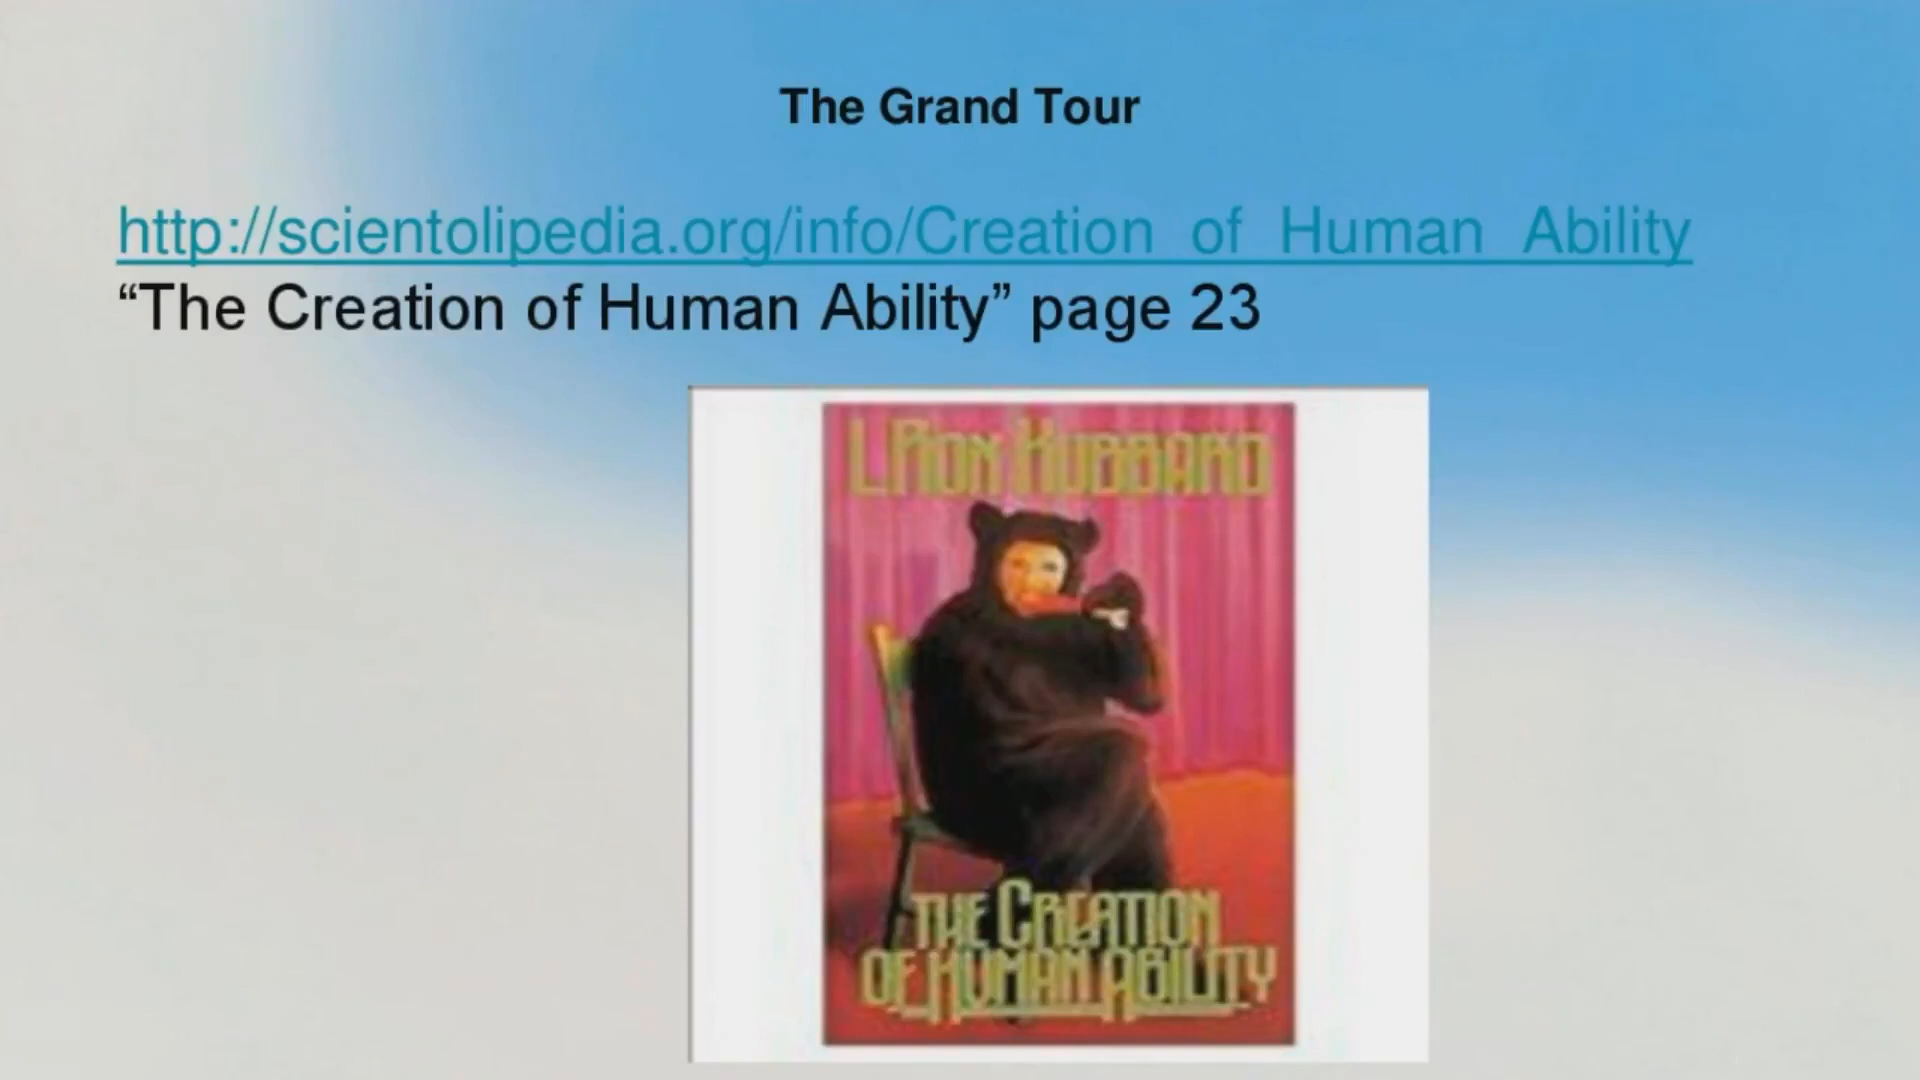 The Grand Tour
http://scientolipedia.org/info/Creation_of_Human_Ability
“The Creation of Human Ability” page 23
L RON HUBBARD
THE CREATION
OF HUMAN ABILITY